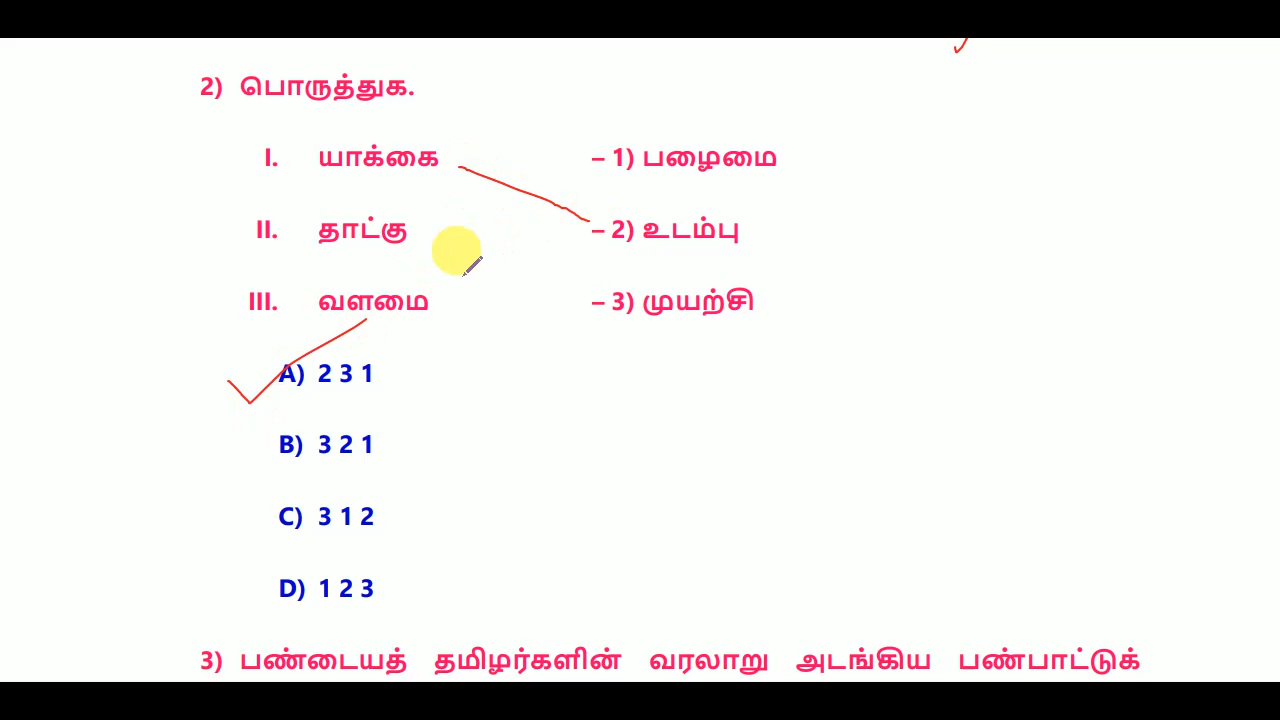 2) பொருத்துக.
I. யாக்கை – 1) பழைமை
II. தாட்கு – 2) உடம்பு
III. வளமை – 3) முயற்சி
A) 2 3 1
B) 3 2 1
C) 3 1 2
D) 1 2 3
3) பண்டையத் தமிழர்களின் வரலாறு அடங்கிய பண்பாட்டுக்